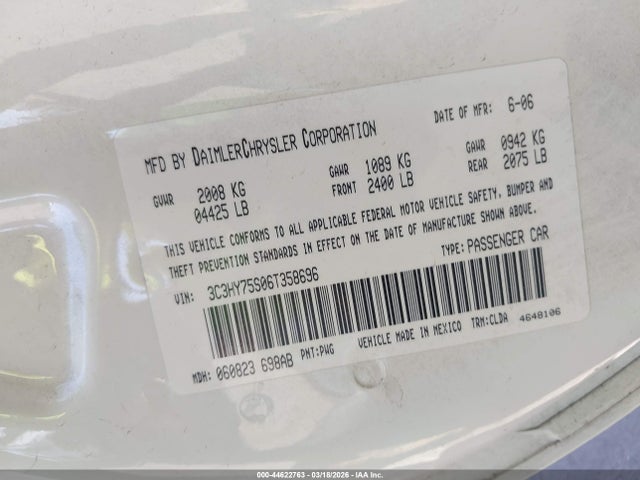 MFD BY DAIMLERCHRYSLER CORPORATION DATE OF MFR: 6-06
GVWR 2008 KG 04425 LB GAWR FRONT 1089 KG 2400 LB GAWR REAR 0942 KG 2075 LB
THIS VEHICLE CONFORMS TO ALL APPLICABLE FEDERAL MOTOR VEHICLE SAFETY, BUMPER AND
THEFT PREVENTION STANDARDS IN EFFECT ON THE DATE OF MANUFACTURE SHOWN ABOVE.
VIN: 3C3HY75S06T358696 TYPE: PASSENGER CAR
MDH: 060823 698AB PNT:PWG VEHICLE MADE IN MEXICO TRM:CLDA 4648106
000-44622763 - 03/18/2026 - IAA Inc.